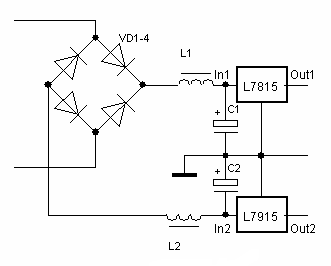 VD1-4
L1
In1
L7815
Out1
+
C1
+
C2
L7915
In2
Out2
L2